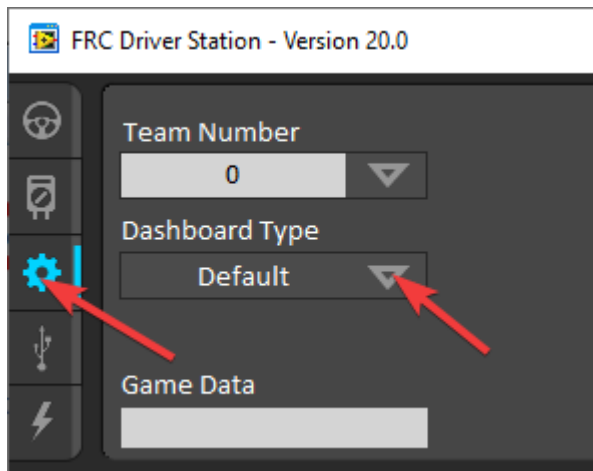 FRC Driver Station - Version 20.0
Team Number
0
Dashboard Type
Default
Game Data